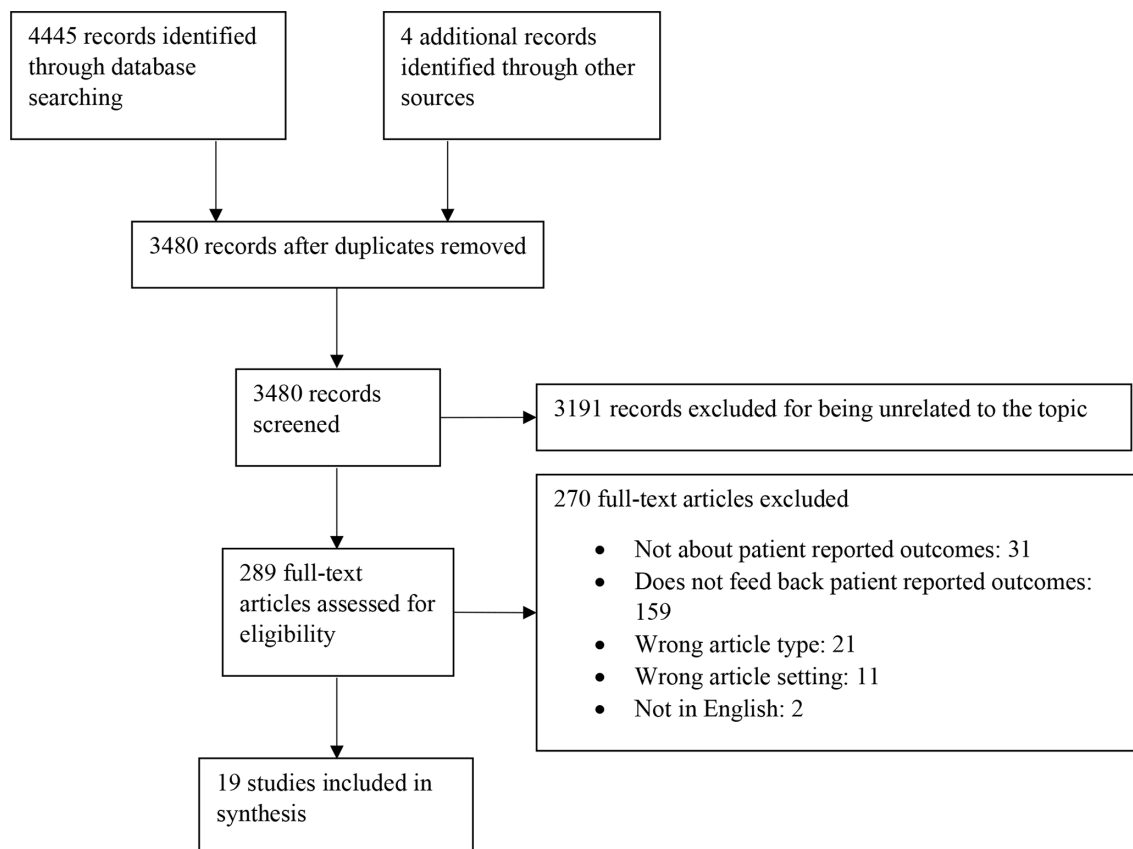 4445 records identified
through database
searching
4 additional records
identified through other
sources
3480 records after duplicates removed
3480 records
screened
3191 records excluded for being unrelated to the topic
289 full-text
articles assessed for
eligibility
270 full-text articles excluded
• Not about patient reported outcomes: 31
• Does not feed back patient reported outcomes:
159
• Wrong article type: 21
• Wrong article setting: 11
• Not in English: 2
19 studies included in
synthesis